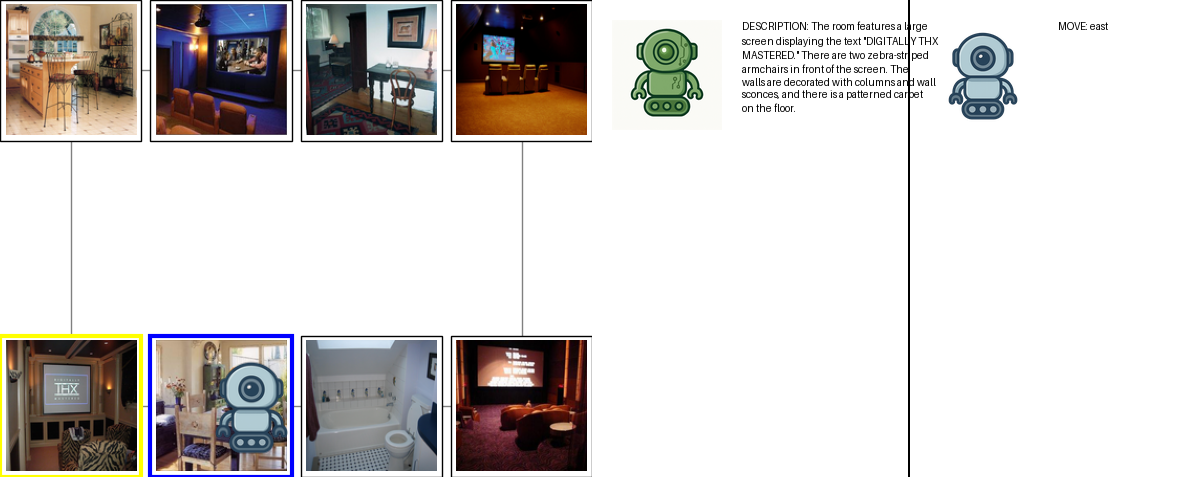 DESCRIPTION: The room features a large
screen displaying the text "DIGITALLY THX
MASTERED." There are two zebra-striped
armchairs in front of the screen. The
walls are decorated with columns and wall
sconces, and there is a patterned carpet
on the floor.
MOVE: east
THX